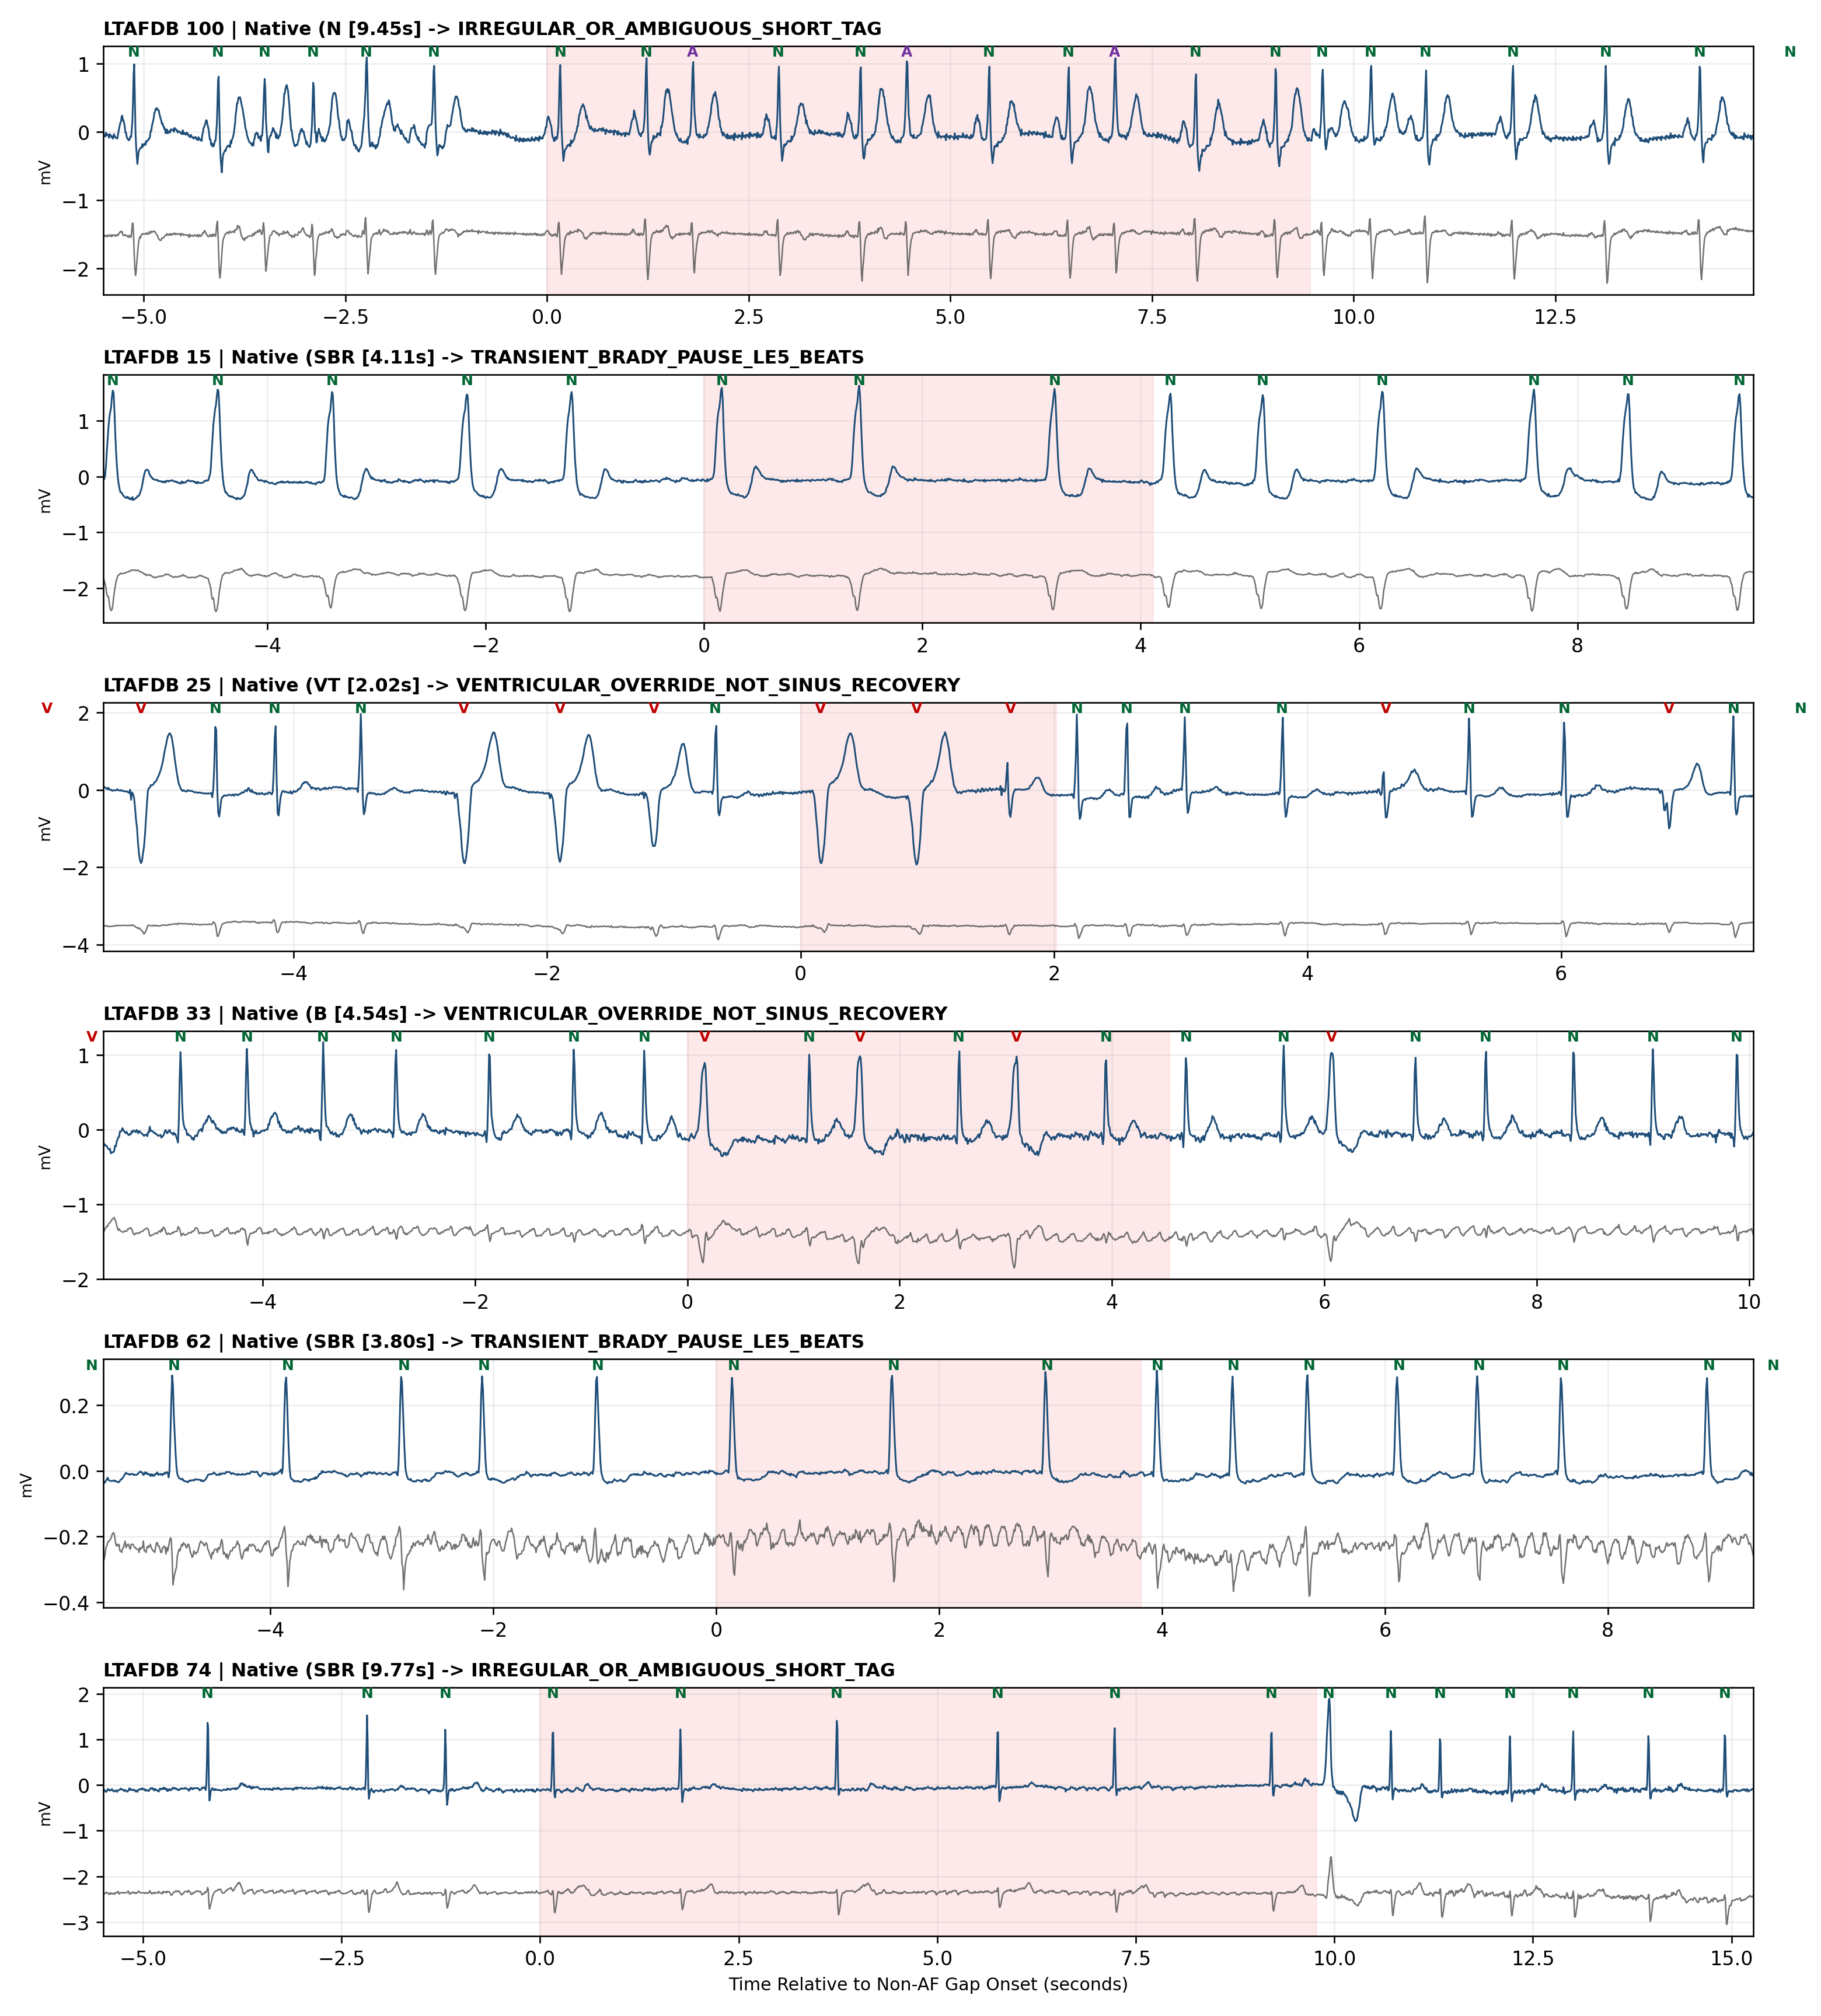 LTAFDB 100 | Native (N [9.45s] -> IRREGULAR_OR_AMBIGUOUS_SHORT_TAG
N N N N N N N N A N N A N N A N N N N N N N N N
1
0
−1
−2
mV
−5.0 −2.5 0.0 2.5 5.0 7.5 10.0 12.5
LTAFDB 15 | Native (SBR [4.11s] -> TRANSIENT_BRADY_PAUSE_LE5_BEATS
N N N N N N N N N N N N N N
1
0
−1
−2
mV
−4 −2 0 2 4 6 8
LTAFDB 25 | Native (VT [2.02s] -> VENTRICULAR_OVERRIDE_NOT_SINUS_RECOVERY
V V N N N V V V N V V V N N N N V N N V N N
2
0
−2
−4
mV
−4 −2 0 2 4 6
LTAFDB 33 | Native (B [4.54s] -> VENTRICULAR_OVERRIDE_NOT_SINUS_RECOVERY
V N N N N N N N V N V N V N N N V N N N N N
1
0
−1
−2
mV
−4 −2 0 2 4 6 8 10
LTAFDB 62 | Native (SBR [3.80s] -> TRANSIENT_BRADY_PAUSE_LE5_BEATS
N N N N N N N N N N N N N N N N N
0.2
0.0
−0.2
−0.4
mV
−4 −2 0 2 4 6 8
LTAFDB 74 | Native (SBR [9.77s] -> IRREGULAR_OR_AMBIGUOUS_SHORT_TAG
N N N N N N N N N N N N N N N N
2
1
0
−1
−2
−3
mV
−5.0 −2.5 0.0 2.5 5.0 7.5 10.0 12.5 15.0
Time Relative to Non-AF Gap Onset (seconds)